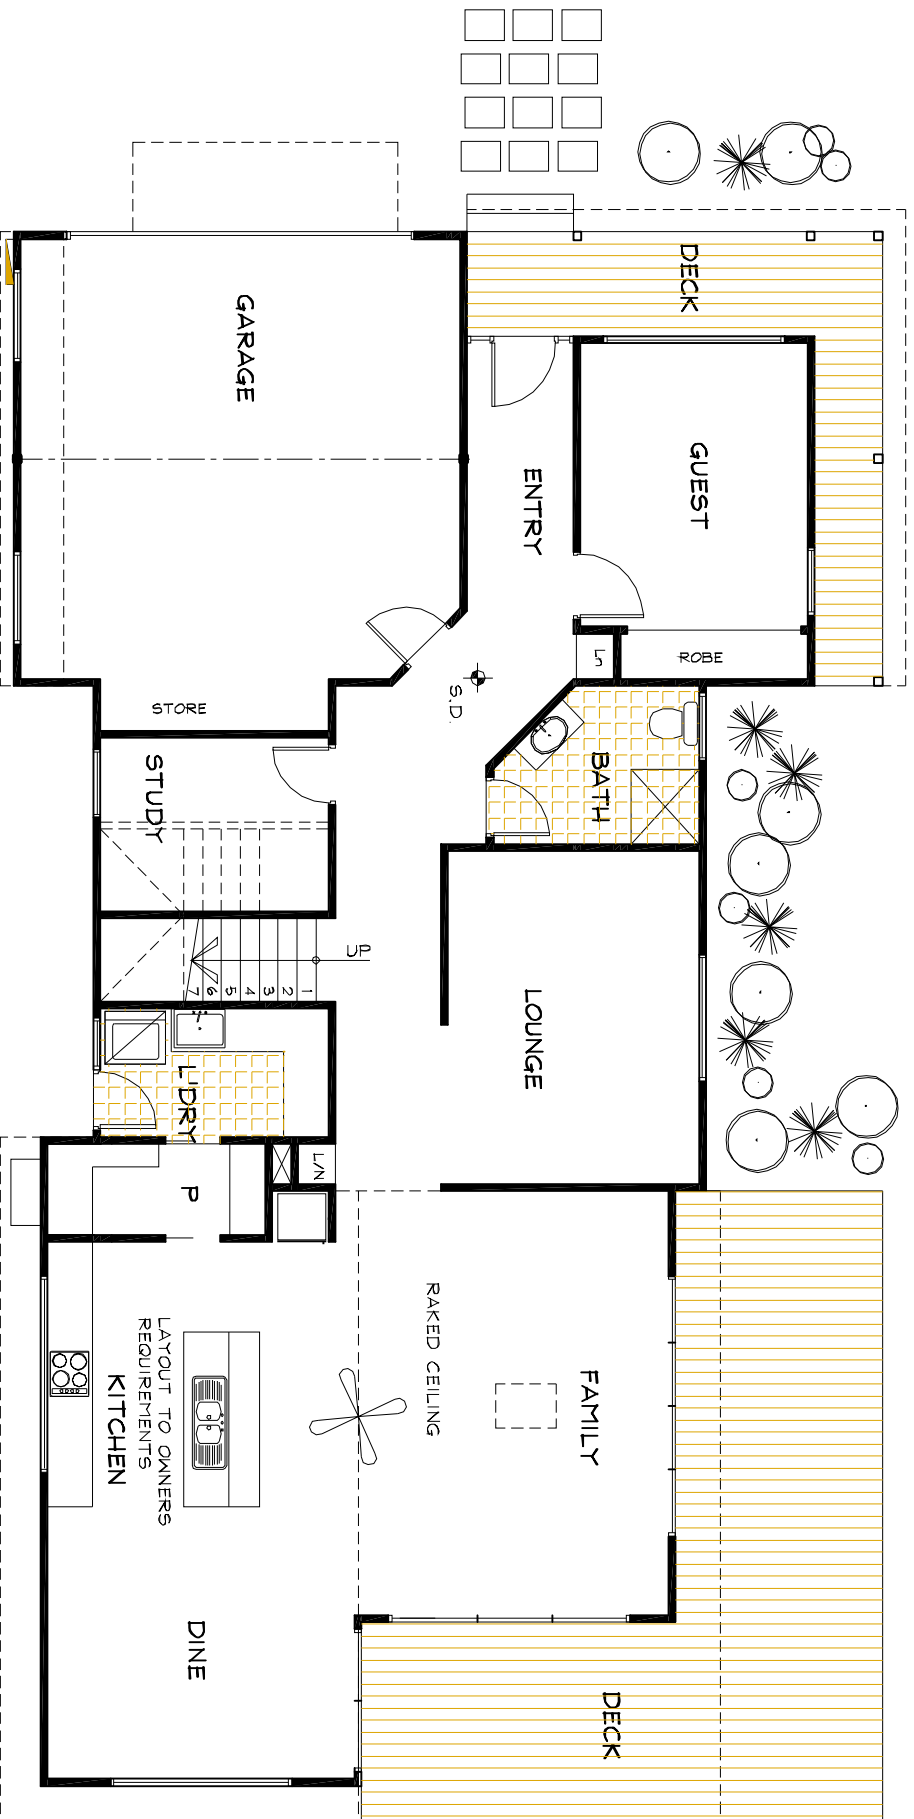 DECK
GARAGE
GUEST
ENTRY
ROBE
L/N
S.D.
STORE
STUDY
BATH
UP
1 2 3 4 5 6 7
LOUNGE
L'DRY
L/N
P
RAKED CEILING
LAYOUT TO OWNERS
REQUIREMENTS
KITCHEN
FAMILY
DINE
DECK